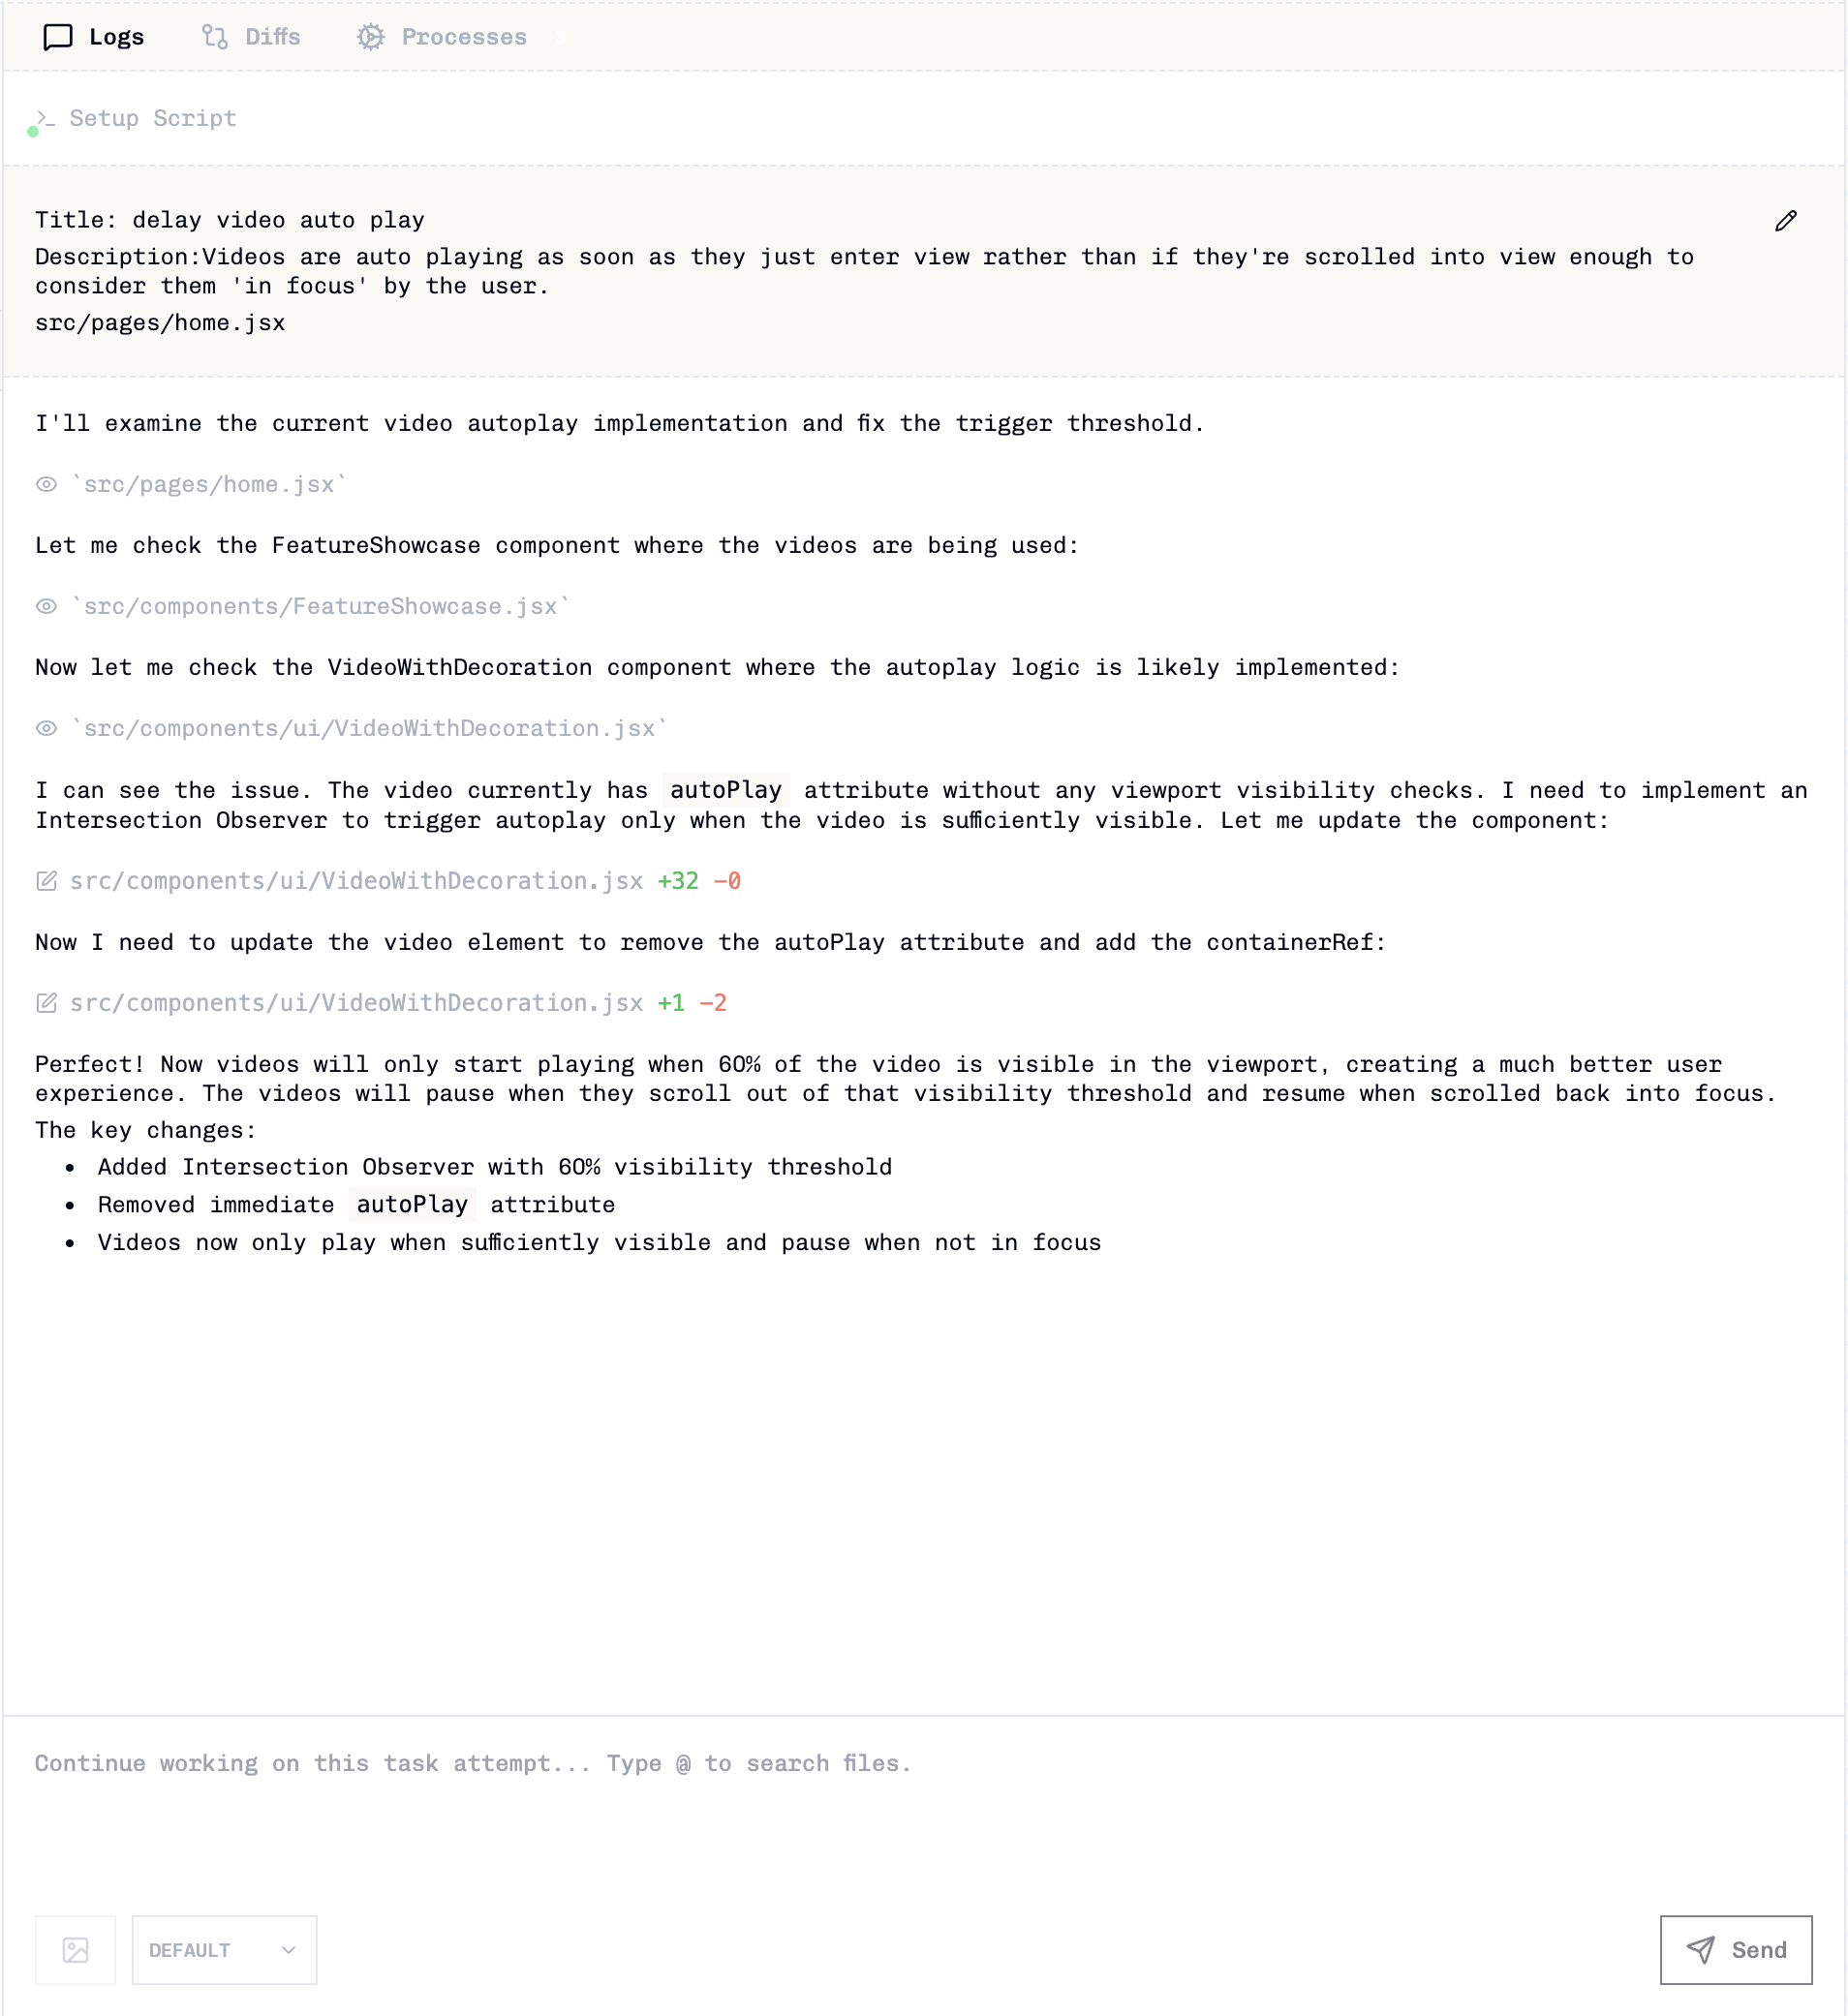 Logs Diffs Processes 3
Setup Script
Title: delay video auto play
Description:Videos are auto playing as soon as they just enter view rather than if they're scrolled into view enough to
consider them 'in focus' by the user.
src/pages/home.jsx
I'll examine the current video autoplay implementation and fix the trigger threshold.
`src/pages/home.jsx`
Let me check the FeatureShowcase component where the videos are being used:
`src/components/FeatureShowcase.jsx`
Now let me check the VideoWithDecoration component where the autoplay logic is likely implemented:
`src/components/ui/VideoWithDecoration.jsx`
I can see the issue. The video currently has autoPlay attribute without any viewport visibility checks. I need to implement an
Intersection Observer to trigger autoplay only when the video is sufficiently visible. Let me update the component:
src/components/ui/VideoWithDecoration.jsx +32 -0
Now I need to update the video element to remove the autoPlay attribute and add the containerRef:
src/components/ui/VideoWithDecoration.jsx +1 -2
Perfect! Now videos will only start playing when 60% of the video is visible in the viewport, creating a much better user
experience. The videos will pause when they scroll out of that visibility threshold and resume when scrolled back into focus.
The key changes:
• Added Intersection Observer with 60% visibility threshold
• Removed immediate autoPlay attribute
• Videos now only play when sufficiently visible and pause when not in focus
Continue working on this task attempt... Type @ to search files.
DEFAULT Send